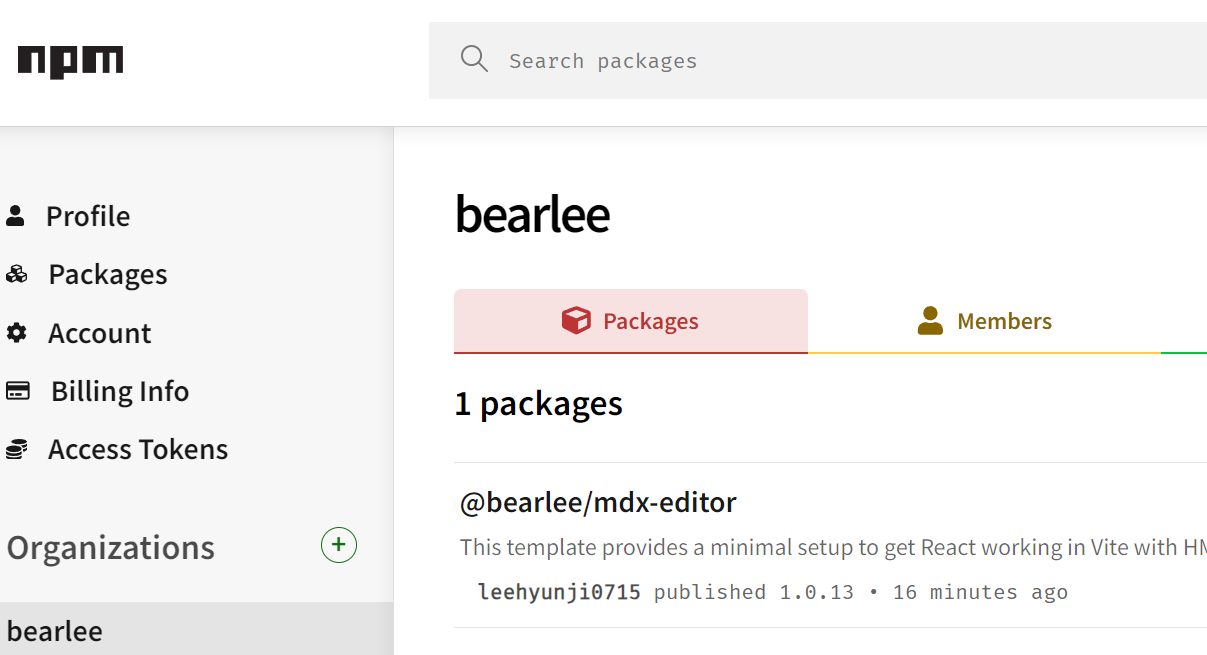 npm
Search packages
Profile
Packages
Account
Billing Info
Access Tokens
Organizations
+
bearlee
bearlee
Packages
Members
1 packages
@bearlee/mdx-editor
This template provides a minimal setup to get React working in Vite with HM
leehyunji0715 published 1.0.13 • 16 minutes ago